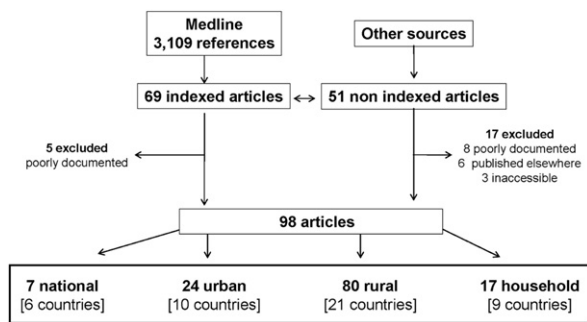 Medline
3,109 references
Other sources
69 indexed articles
51 non indexed articles
5 excluded
poorly documented
17 excluded
8 poorly documented
6 published elsewhere
3 inaccessible
98 articles
7 national
[6 countries]
24 urban
[10 countries]
80 rural
[21 countries]
17 household
[9 countries]